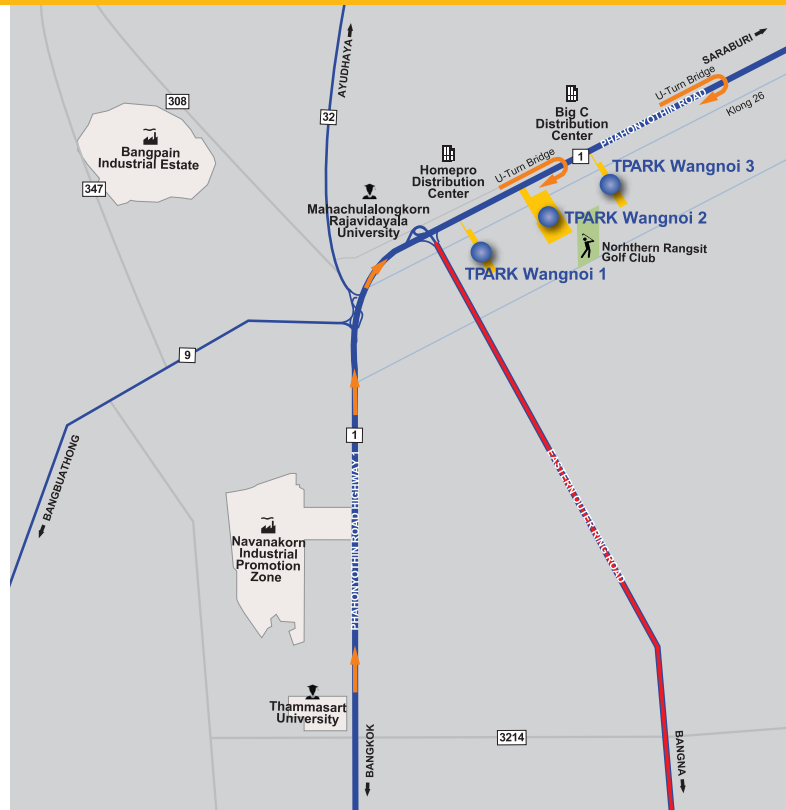 SARABURI
AYUDHAYA
U-Turn Bridge
Klong 26
308
PHAHONYOTHIN ROAD
Big C
Distribution
Center
32
1
Bangpain
Industrial Estate
347
Homepro
Distribution
Center
U-Turn Bridge
TPARK Wangnoi 3
Mahachulalongkorn
Rajavidayala
University
TPARK Wangnoi 2
Norhthern Rangsit
Golf Club
TPARK Wangnoi 1
9
1
BANGBUATHONG
PHAHONYOTHIN ROAD HIGHWAY 1
EASTERN OUTER RING ROAD
Navanakorn
Industrial
Promotion
Zone
Thammasart
University
3214
BANGKOK
BANGNA